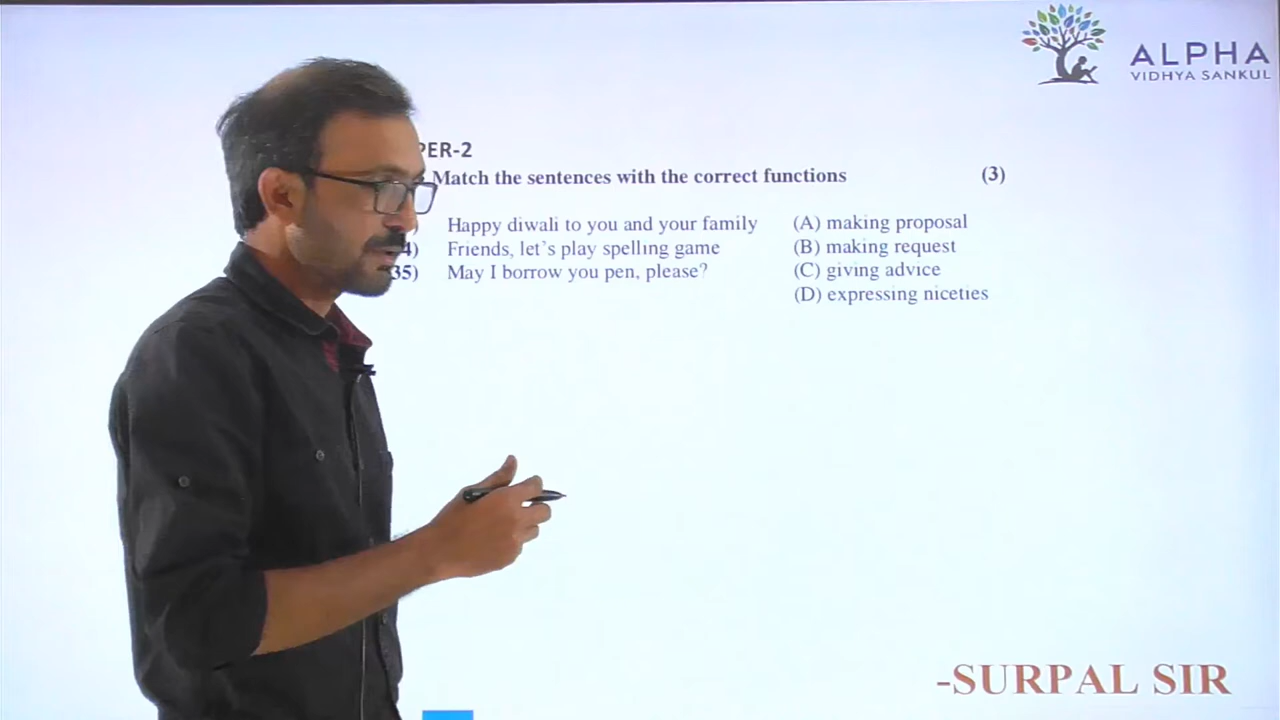 ALPHA
VIDHYA SANKUL
PER-2
Match the sentences with the correct functions (3)
Happy diwali to you and your family (A) making proposal
4) Friends, let's play spelling game (B) making request
35) May I borrow you pen, please? (C) giving advice
(D) expressing niceties
-SURPAL SIR